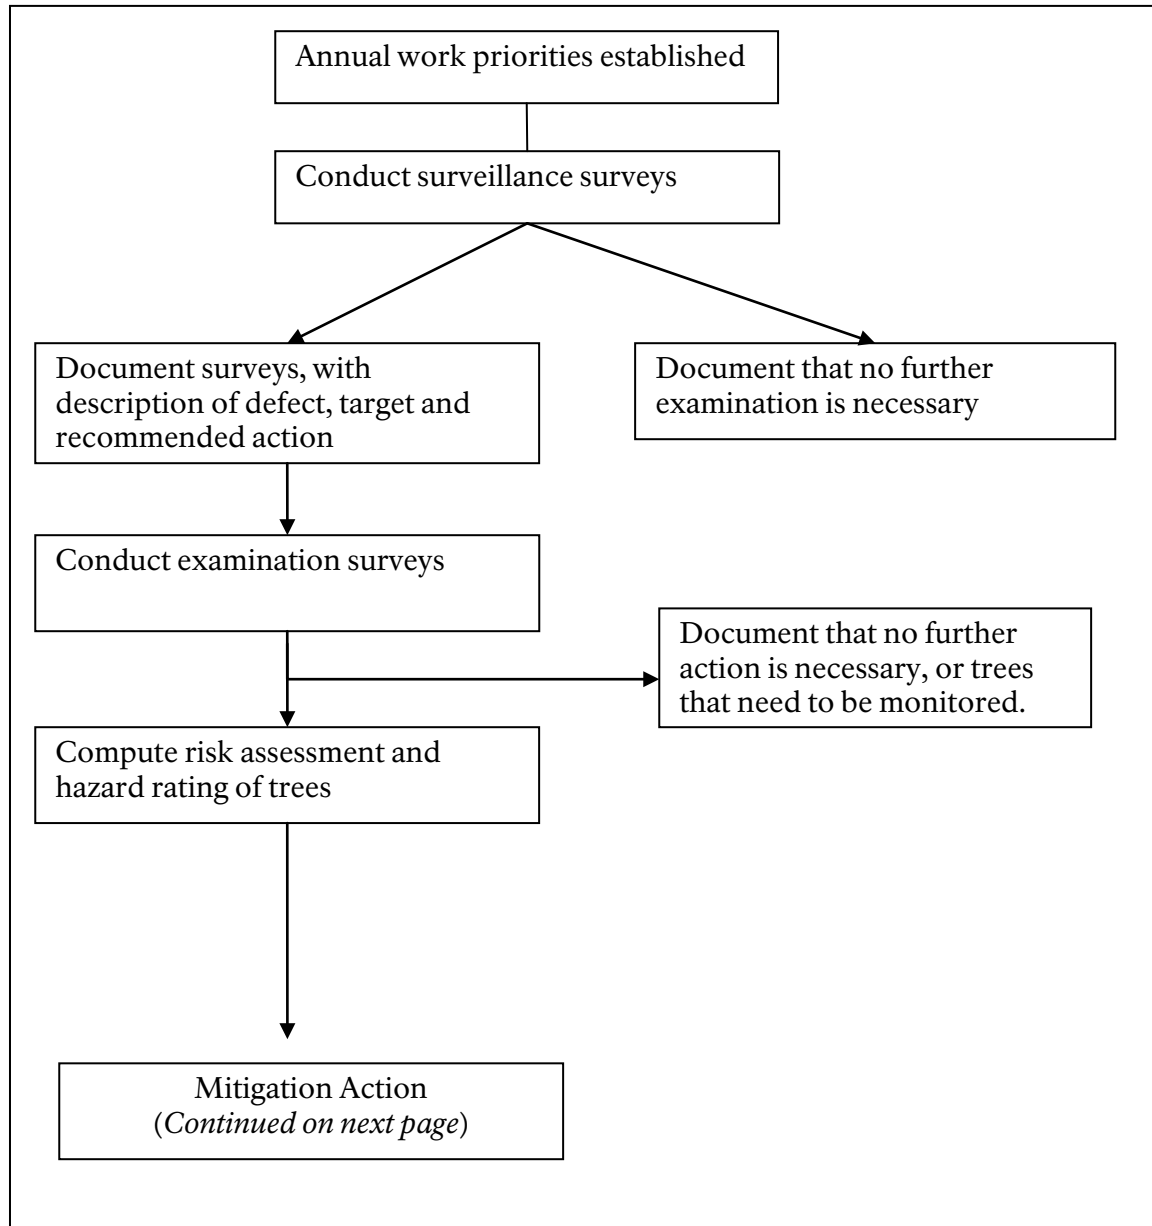 Annual work priorities established
Conduct surveillance surveys
Document surveys, with
description of defect, target and
recommended action
Document that no further
examination is necessary
Conduct examination surveys
Document that no further
action is necessary, or trees
that need to be monitored.
Compute risk assessment and
hazard rating of trees
Mitigation Action
(Continued on next page)